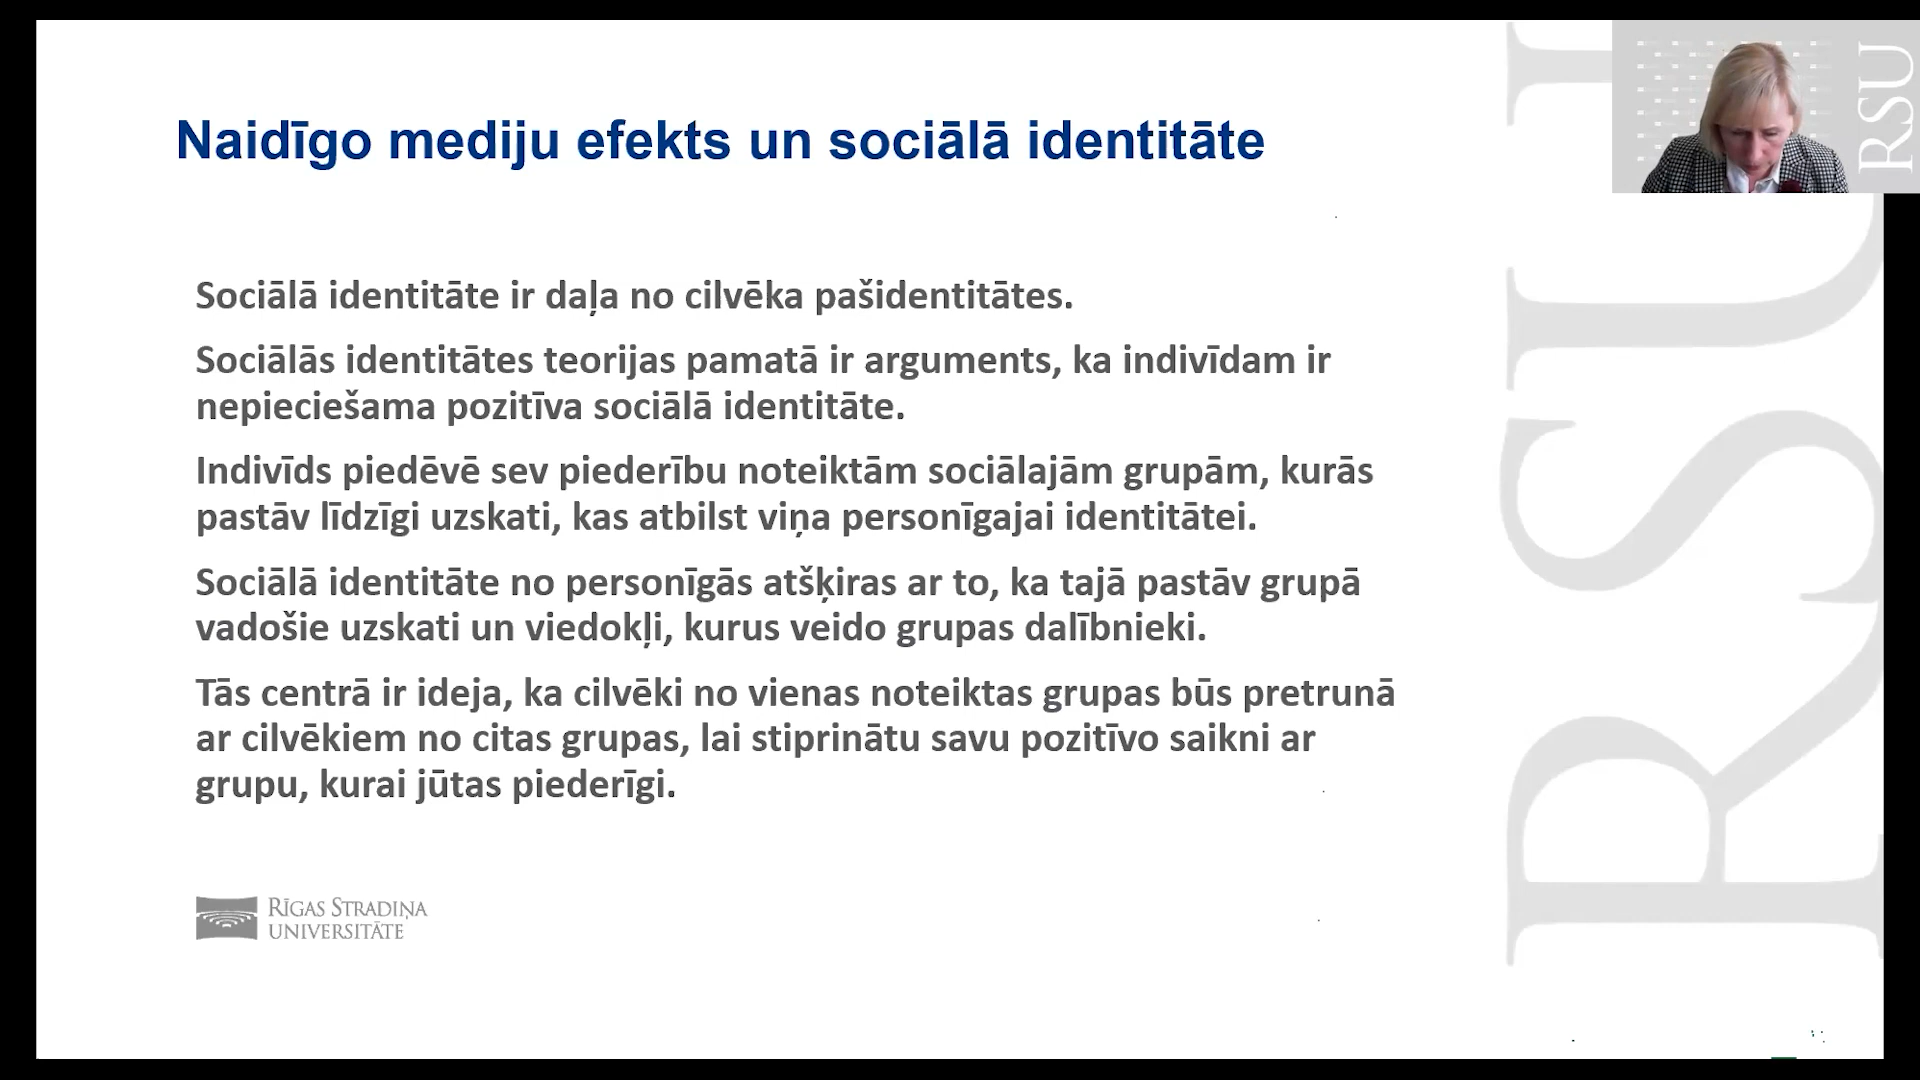 Naidīgo mediju efekts un sociālā identitāte
Sociālā identitāte ir daļa no cilvēka pašidentitātes.
Sociālās identitātes teorijas pamatā ir arguments, ka indivīdam ir
nepieciešama pozitīva sociālā identitāte.
Indivīds piedēvē sev piederību noteiktām sociālajām grupām, kurās
pastāv līdzīgi uzskati, kas atbilst viņa personīgajai identitātei.
Sociālā identitāte no personīgās atšķiras ar to, ka tajā pastāv grupā
vadošie uzskati un viedokļi, kurus veido grupas dalībnieki.
Tās centrā ir ideja, ka cilvēki no vienas noteiktas grupas būs pretrunā
ar cilvēkiem no citas grupas, lai stiprinātu savu pozitīvo saikni ar
grupu, kurai jūtas piederīgi.
RĪGAS STRADIŅA
UNIVERSITĀTE
RSU
RSU